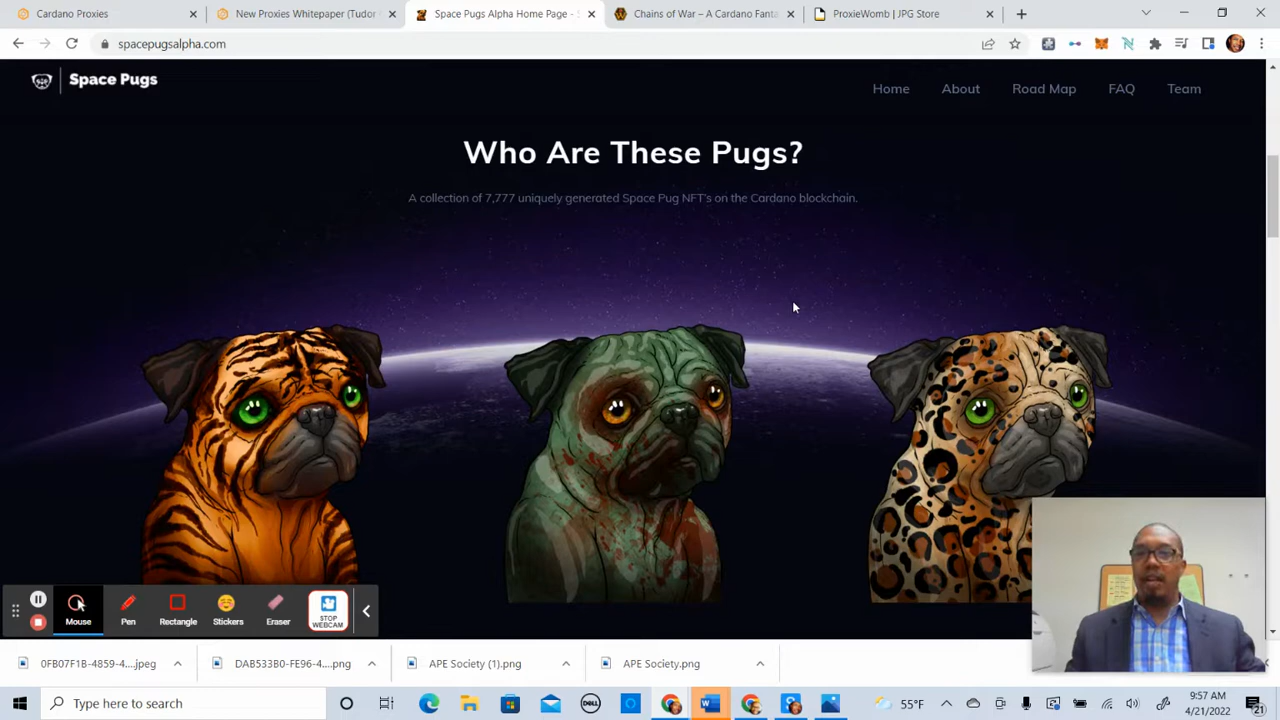 Cardano Proxies
New Proxies Whitepaper (Tudor
Space Pugs Alpha Home Page -
Chains of War – A Cardano Fanta
ProxieWomb | JPG Store
spacepugsalpha.com
Space Pugs
Home
About
Road Map
FAQ
Team
Who Are These Pugs?
A collection of 7,777 uniquely generated Space Pug NFT's on the Cardano blockchain.
Mouse
Pen
Rectangle
Stickers
Eraser
STOP
WEBCAM
0FB07F1B-4859-4....jpeg
DAB533B0-FE96-4....png
APE Society (1).png
APE Society.png
Type here to search
DELL
55°F
9:57 AM
4/21/2022
21